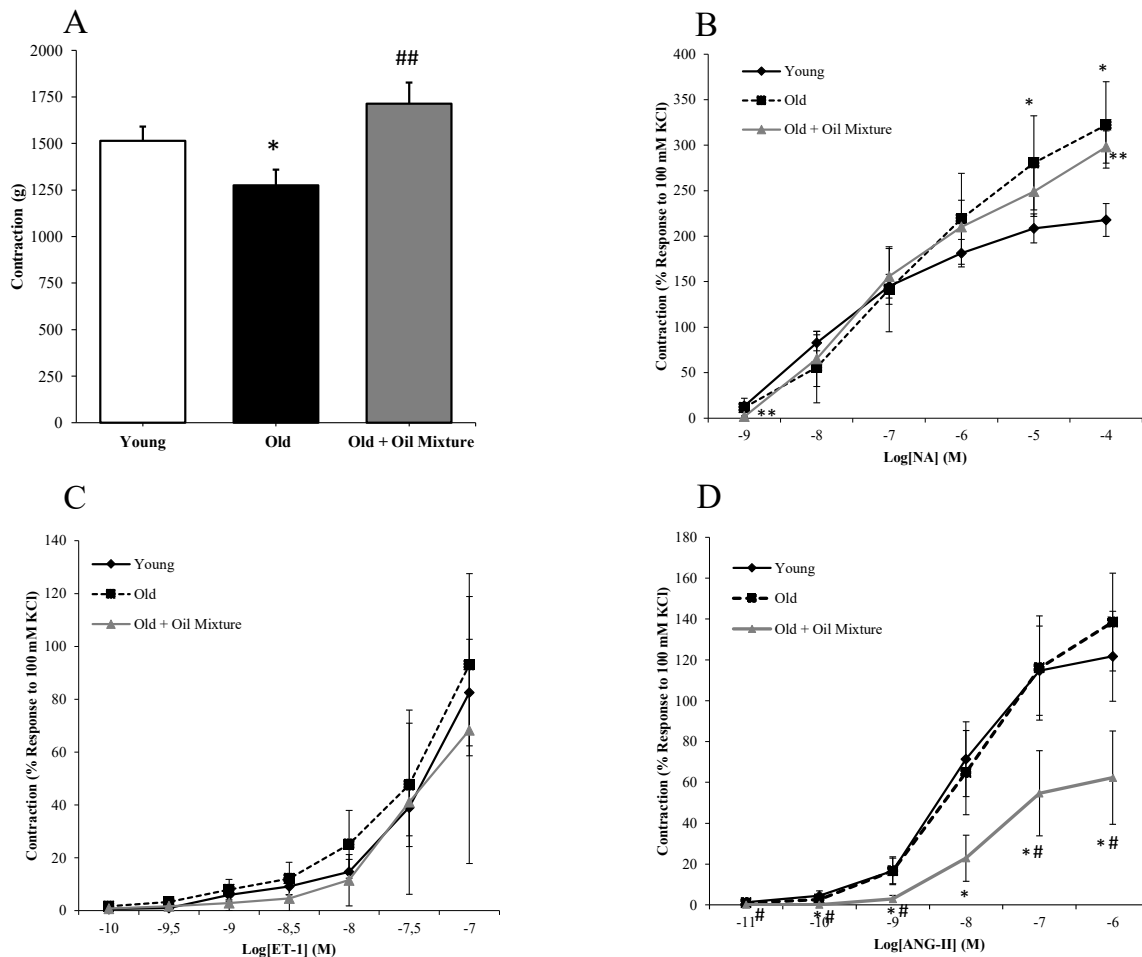 A
Contraction (g)
2000
1750
1500
1250
1000
750
500
250
0
*
##
Young
Old
Old + Oil Mixture
B
Contraction (% Response to 100 mM KCl)
400
350
300
250
200
150
100
50
0
Young
Old
Old + Oil Mixture
*
*
**
**
-9
-8
-7
-6
-5
-4
Log[NA] (M)
C
Contraction (% Response to 100 mM KCl)
140
120
100
80
60
40
20
0
Young
Old
Old + Oil Mixture
-10
-9,5
-9
-8,5
-8
-7,5
-7
Log[ET-1] (M)
D
Contraction (% Response to 100 mM KCl)
180
160
140
120
100
80
60
40
20
0
Young
Old
Old + Oil Mixture
#
*#
*#
*
*#
*#
-11
-10
-9
-8
-7
-6
Log[ANG-II] (M)